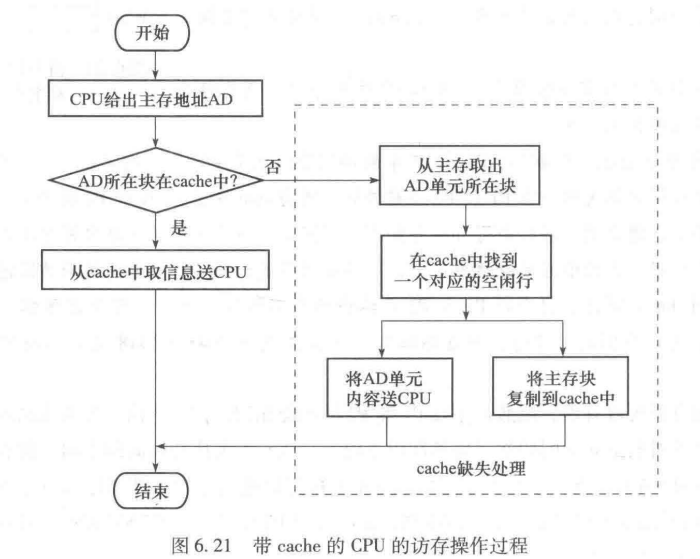 开始
CPU给出主存地址AD
AD所在块在cache中?
否
是
从cache中取信息送CPU
从主存取出
AD单元所在块
在cache中找到
一个对应的空闲行
将AD单元
内容送CPU
将主存块
复制到cache中
cache缺失处理
结束
图 6.21 带 cache 的 CPU 的访存操作过程